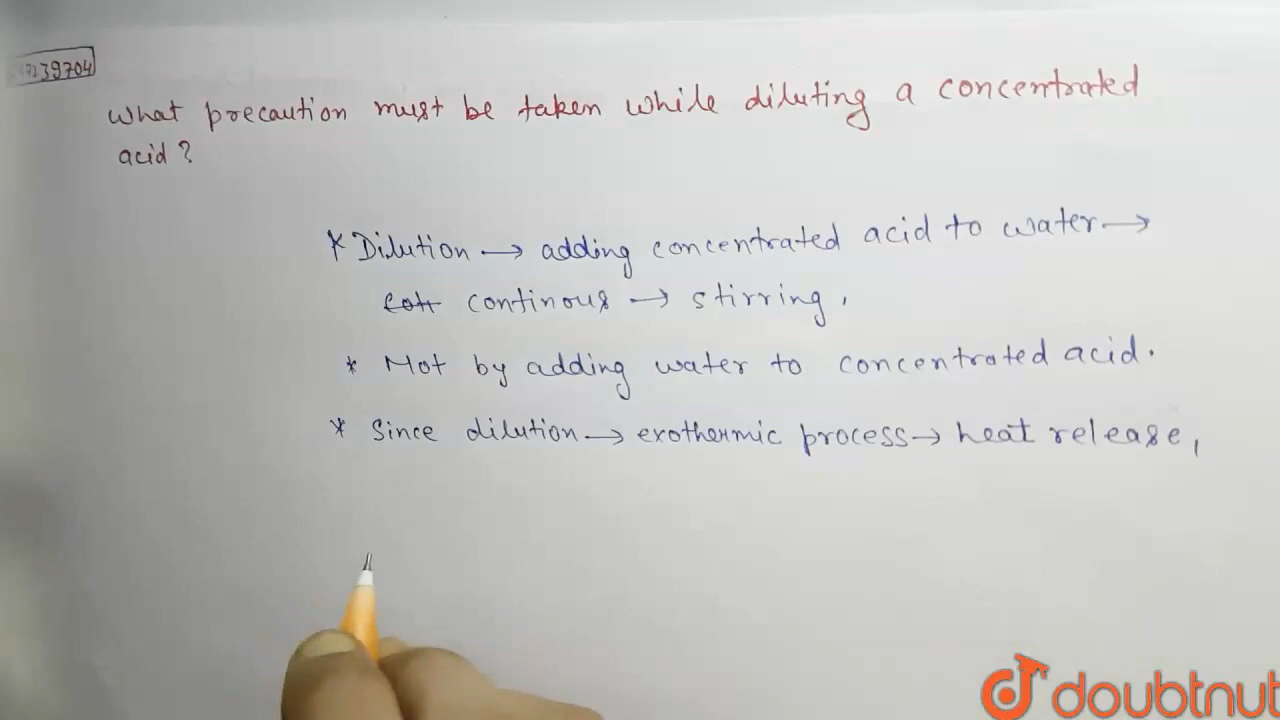 39704
What precaution must be taken while diluting a concentrated
acid?
* Dilution → adding concentrated acid to water →
continous → stirring.
* Not by adding water to concentrated acid.
* Since dilution → exothermic process → heat release,
doubtnut